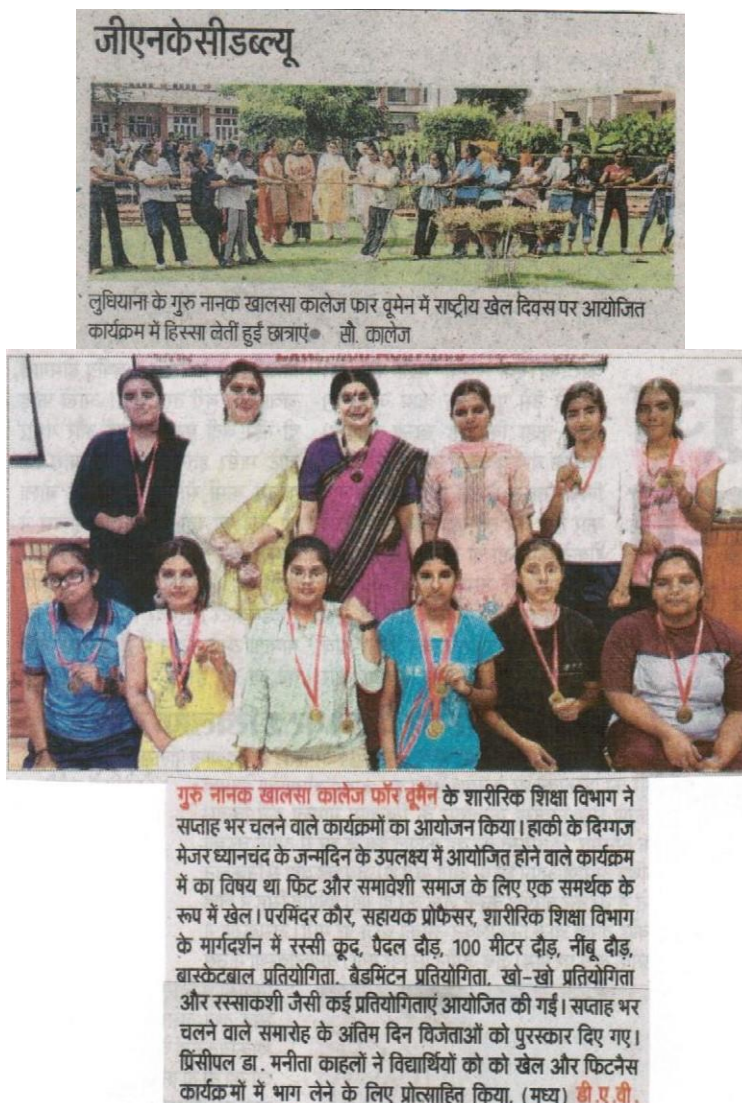 जीएनकेसीडब्ल्यू
लुधियाना के गुरु नानक खालसा कालेज फार वूमेन में राष्ट्रीय खेल दिवस पर आयोजित
कार्यक्रम में हिस्सा लेतीं हुईं छात्राएं● सौ. कालेज
गुरु नानक खालसा कालेज फॉर वूमैन के शारीरिक शिक्षा विभाग ने
सप्ताह भर चलने वाले कार्यक्रमों का आयोजन किया। हाकी के दिग्गज
मेजर ध्यानचंद के जन्मदिन के उपलक्ष्य में आयोजित होने वाले कार्यक्रम
में का विषय था फिट और समावेशी समाज के लिए एक समर्थक के
रूप में खेल। परमिंदर कौर, सहायक प्रोफैसर, शारीरिक शिक्षा विभाग
के मार्गदर्शन में रस्सी कूद, पैदल दौड़, 100 मीटर दौड़, नींबू दौड़,
बास्केटबाल प्रतियोगिता, बैडमिंटन प्रतियोगिता, खो-खो प्रतियोगिता
और रस्साकशी जैसी कई प्रतियोगिताएं आयोजित की गईं। सप्ताह भर
चलने वाले समारोह के अंतिम दिन विजेताओं को पुरस्कार दिए गए।
प्रिंसीपल डा. मनीता काहलों ने विद्यार्थियों को को खेल और फिटनैस
कार्यक्रमों में भाग लेने के लिए प्रोत्साहित किया. (मध्य) डी.ए.वी.